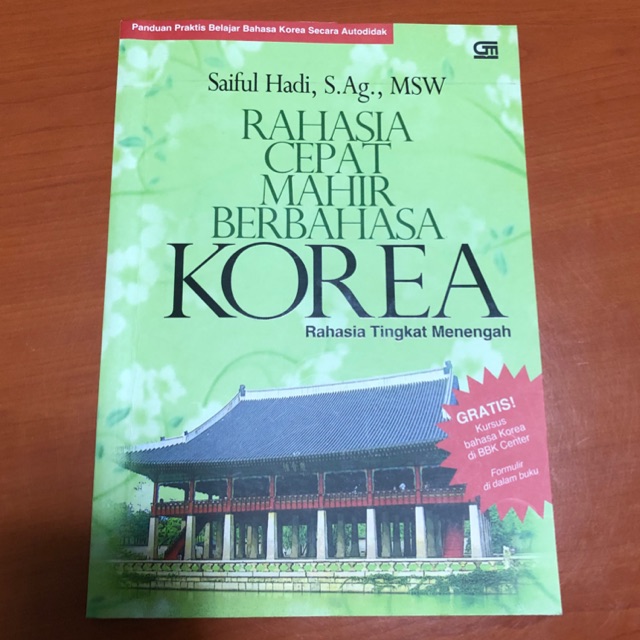 Panduan Praktis Belajar Bahasa Korea Secara Autodidak
GM
Saiful Hadi, S.Ag., MSW
RAHASIA
CEPAT
MAHIR
BERBAHASA
KOREA
Rahasia Tingkat Menengah
GRATIS!
Kursus
bahasa Korea
di BBK Center
Formulir
di dalam buku